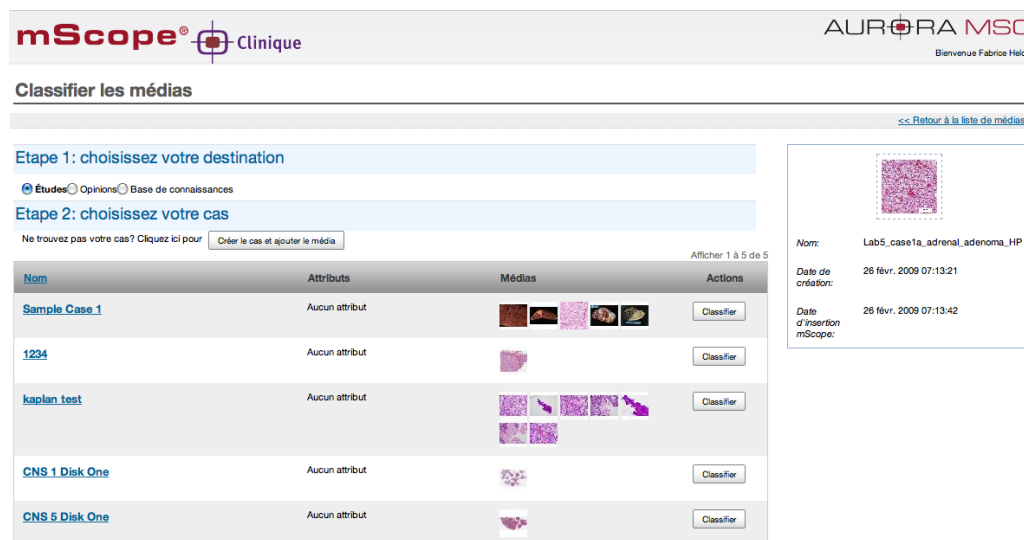 mScope® Clinique
AURORA MSC
Bienvenue Fabrice Held
Classifier les médias
<< Retour à la liste de médias
Etape 1: choisissez votre destination
Études Opinions Base de connaissances
Etape 2: choisissez votre cas
Ne trouvez pas votre cas? Cliquez ici pour Créer le cas et ajouter le média
Afficher 1 à 5 de 5
Nom Attributs Médias Actions
Sample Case 1 Aucun attribut Classifier
1234 Aucun attribut Classifier
kaplan test Aucun attribut Classifier
CNS 1 Disk One Aucun attribut Classifier
CNS 5 Disk One Aucun attribut Classifier
Nom: Lab5_case1a_adrenal_adenoma_HP
Date de création: 26 févr. 2009 07:13:21
Date d'insertion mScope: 26 févr. 2009 07:13:42